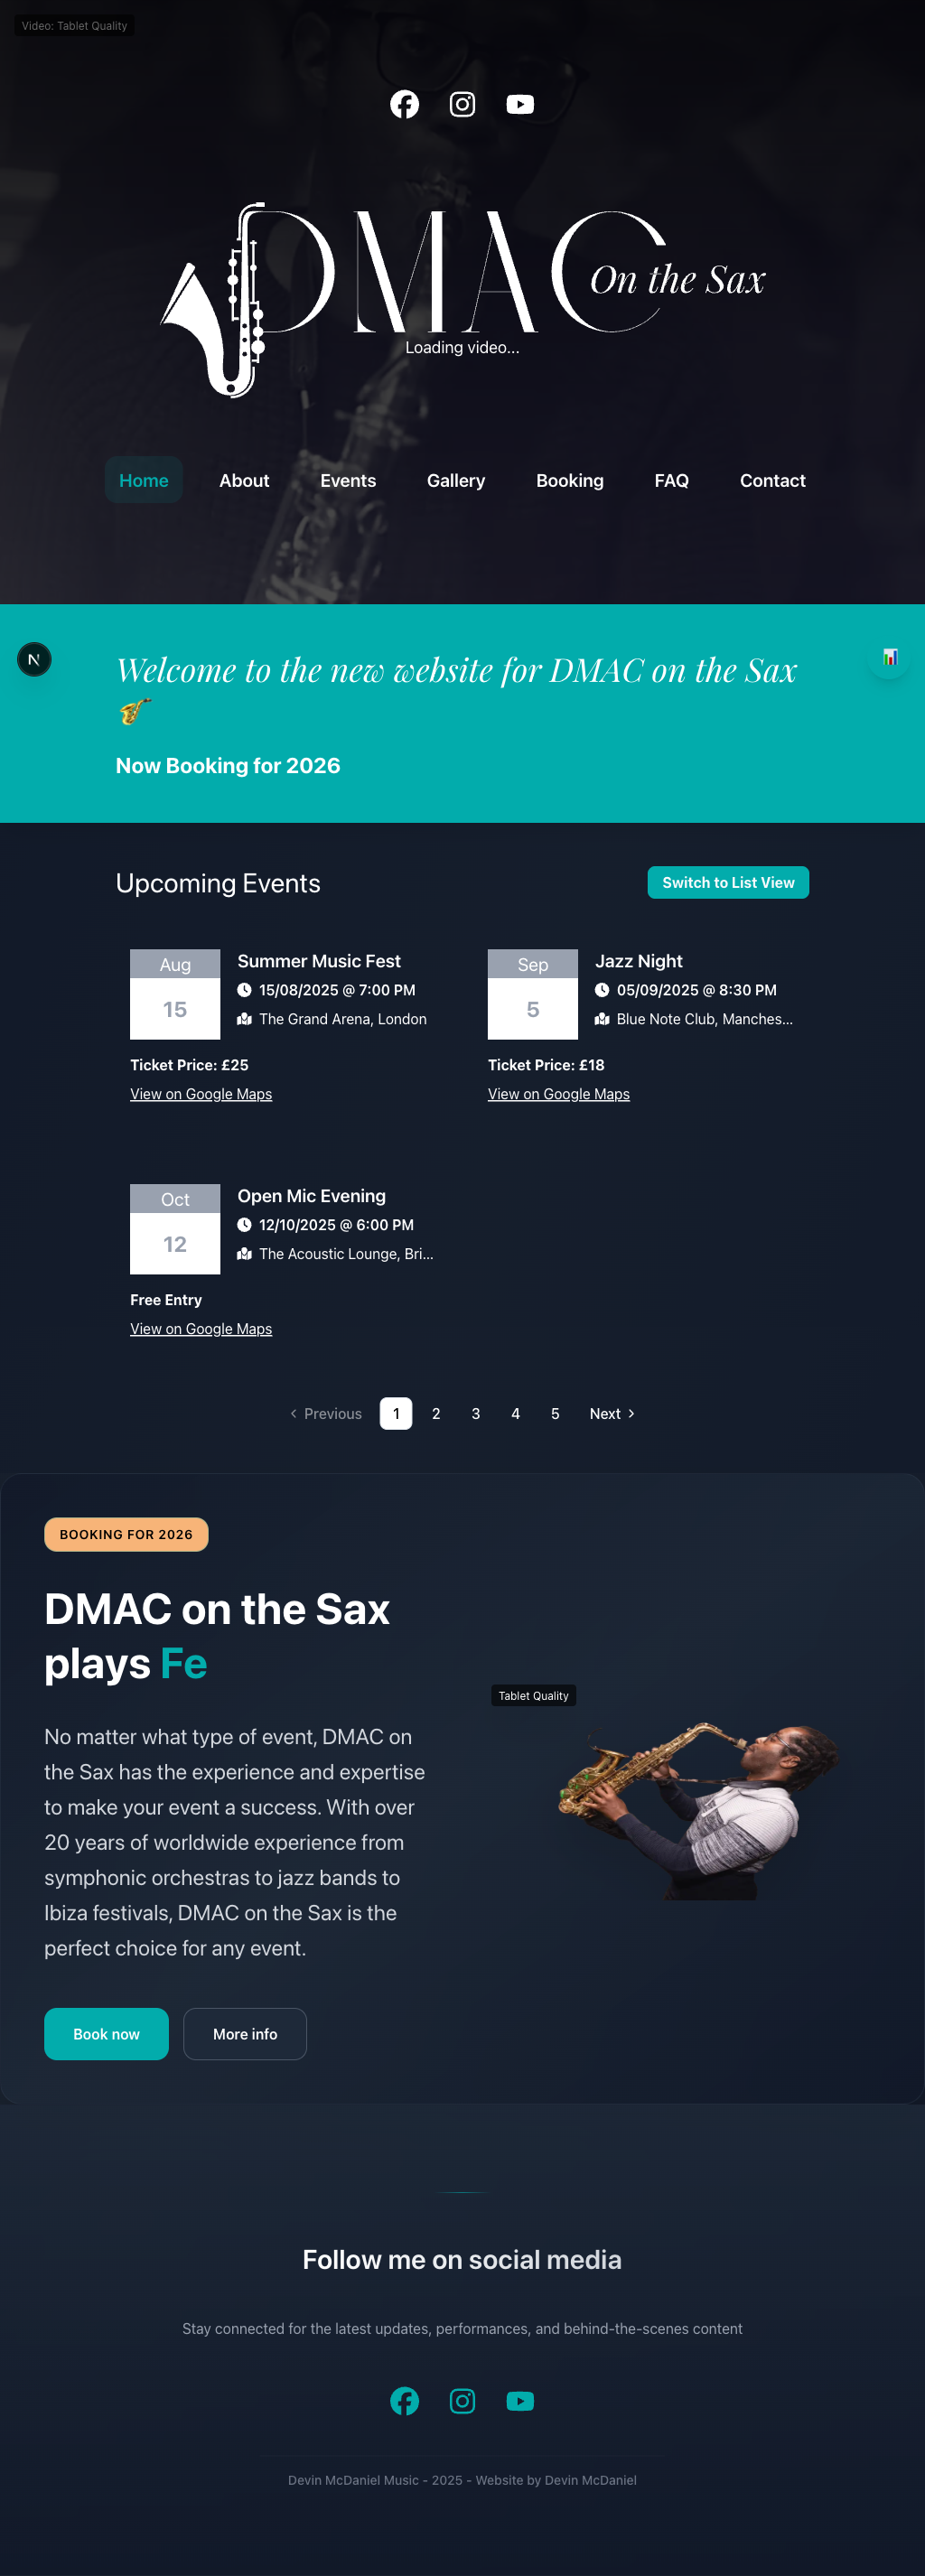 Video: Tablet Quality
DMAC
On the Sax
Loading video...
Home About Events Gallery Booking FAQ Contact
N
Welcome to the new website for DMAC on the Sax
🎷
Now Booking for 2026
Upcoming Events
Switch to List View
Aug
15
Summer Music Fest
15/08/2025 @ 7:00 PM
The Grand Arena, London
Ticket Price: £25
View on Google Maps
Sep
5
Jazz Night
05/09/2025 @ 8:30 PM
Blue Note Club, Manches...
Ticket Price: £18
View on Google Maps
Oct
12
Open Mic Evening
12/10/2025 @ 6:00 PM
The Acoustic Lounge, Bri...
Free Entry
View on Google Maps
Previous 1 2 3 4 5 Next
BOOKING FOR 2026
DMAC on the Sax
plays Fe
No matter what type of event, DMAC on
the Sax has the experience and expertise
to make your event a success. With over
20 years of worldwide experience from
symphonic orchestras to jazz bands to
Ibiza festivals, DMAC on the Sax is the
perfect choice for any event.
Book now
More info
Tablet Quality
Follow me on social media
Stay connected for the latest updates, performances, and behind-the-scenes content
Devin McDaniel Music - 2025 - Website by Devin McDaniel